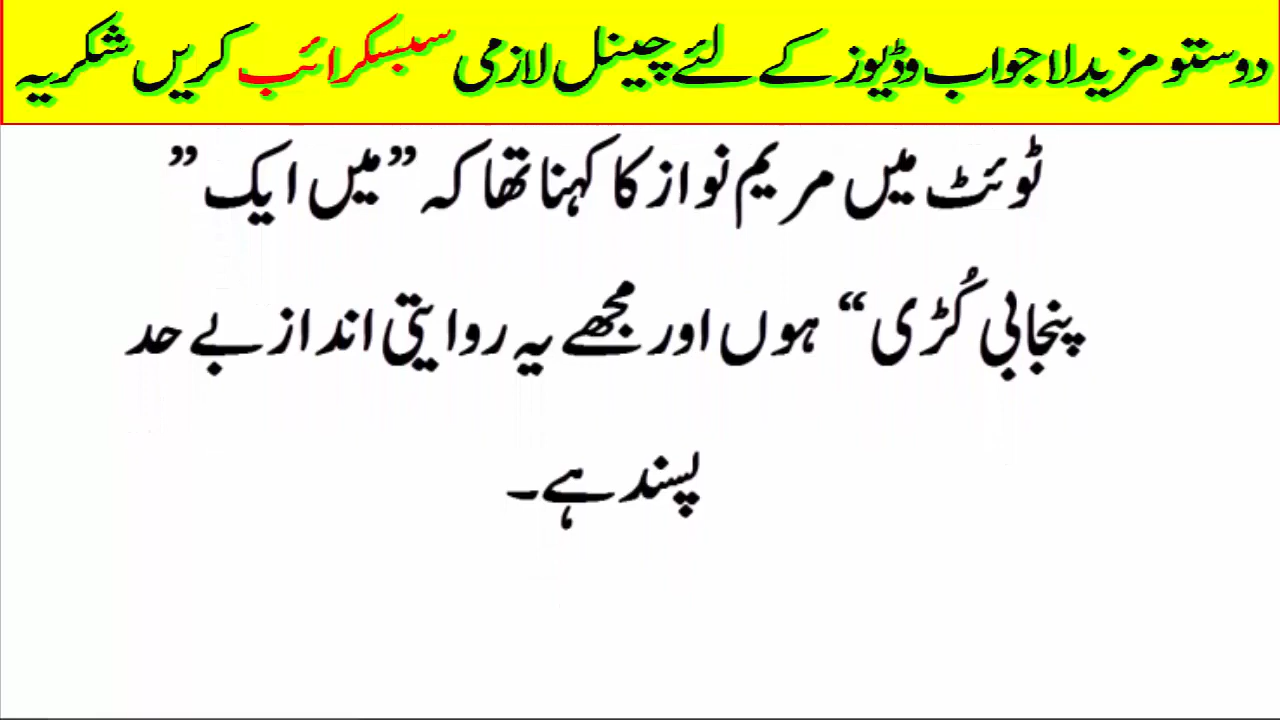 دوستو مزید لاجواب وڈیوز کے لئے چینل لازمی سبسکرائب کریں شکریہ
ٹوئٹ میں مریم نواز کا کہنا تھا کہ ”میں ایک ”
پنجابی کُڑی“ ہوں اور مجھے یہ روایتی انداز بے حد
پسند ہے۔